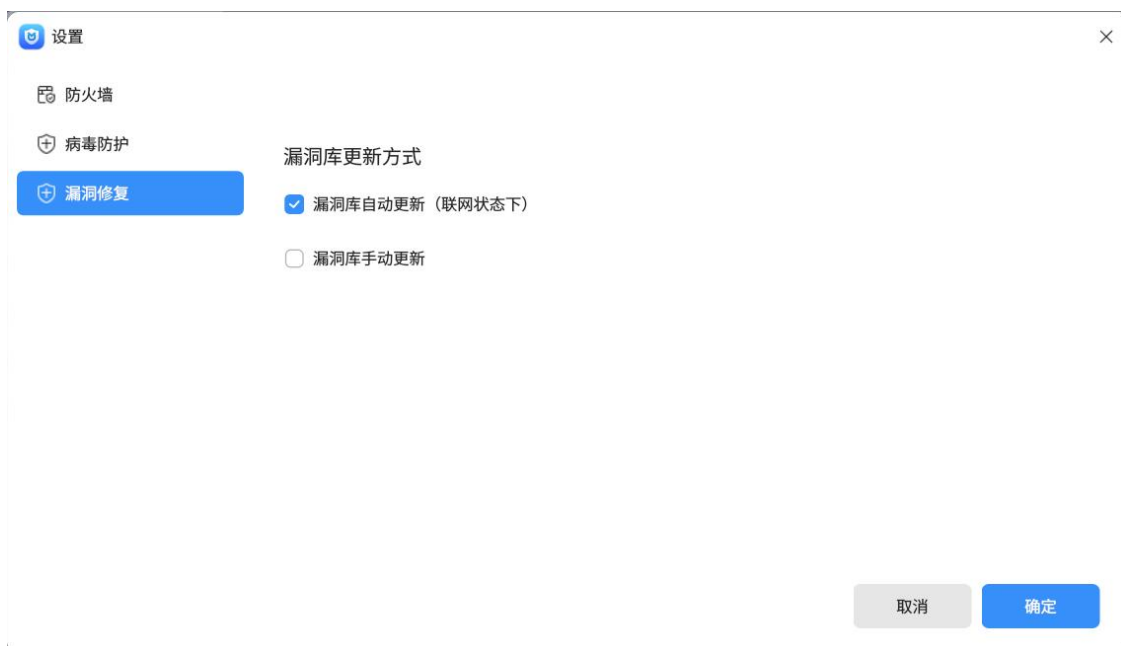 设置
防火墙
病毒防护
漏洞修复
漏洞库更新方式
漏洞库自动更新（联网状态下）
漏洞库手动更新
取消
确定